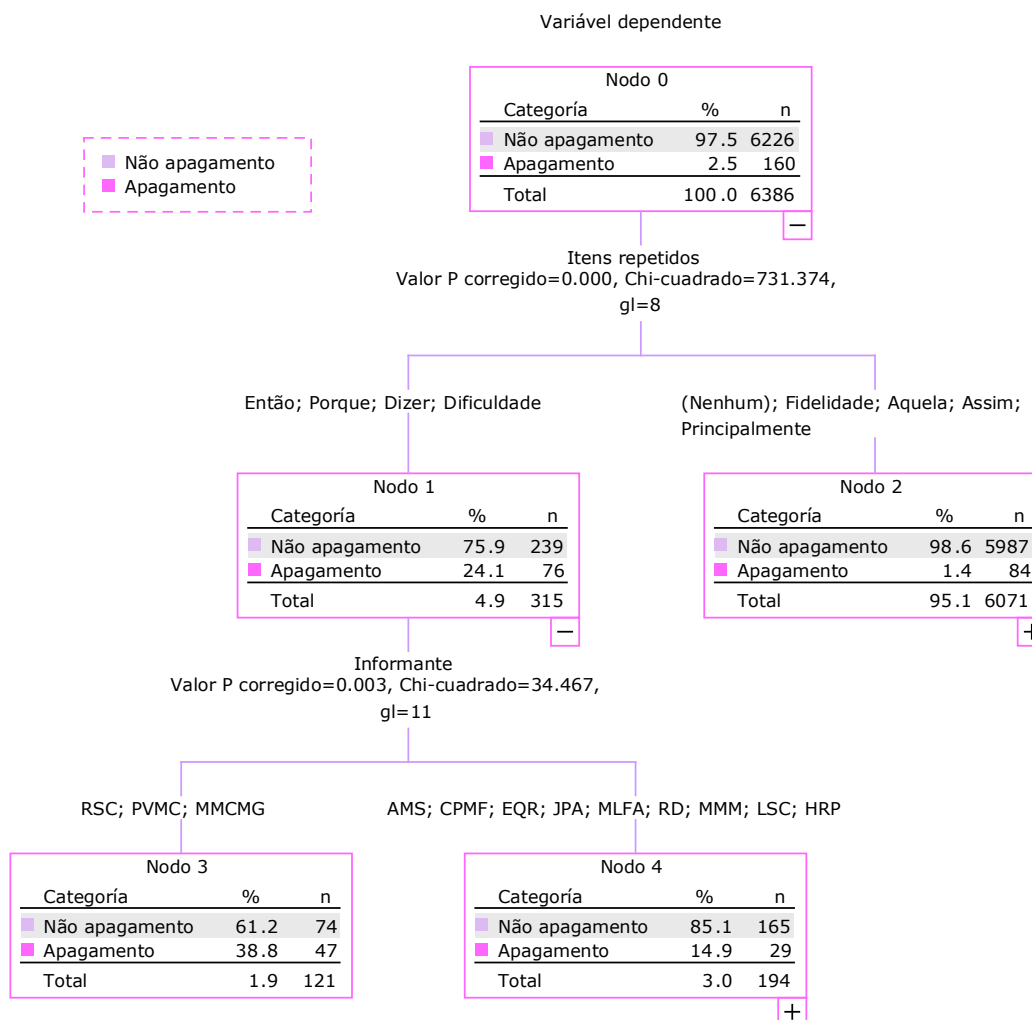 Variável dependente
Nodo 0
Categoría % n
Não apagamento 97.5 6226
Apagamento 2.5 160
Total 100.0 6386
−
Não apagamento
Apagamento
Itens repetidos
Valor P corregido=0.000, Chi-cuadrado=731.374,
gl=8
Então; Porque; Dizer; Dificuldade
(Nenhum); Fidelidade; Aquela; Assim;
Principalmente
Nodo 1
Categoría % n
Não apagamento 75.9 239
Apagamento 24.1 76
Total 4.9 315
−
Nodo 2
Categoría % n
Não apagamento 98.6 5987
Apagamento 1.4 84
Total 95.1 6071
+
Informante
Valor P corregido=0.003, Chi-cuadrado=34.467,
gl=11
RSC; PVMC; MMCMG
AMS; CPMF; EQR; JPA; MLFA; RD; MMM; LSC; HRP
Nodo 3
Categoría % n
Não apagamento 61.2 74
Apagamento 38.8 47
Total 1.9 121
Nodo 4
Categoría % n
Não apagamento 85.1 165
Apagamento 14.9 29
Total 3.0 194
+